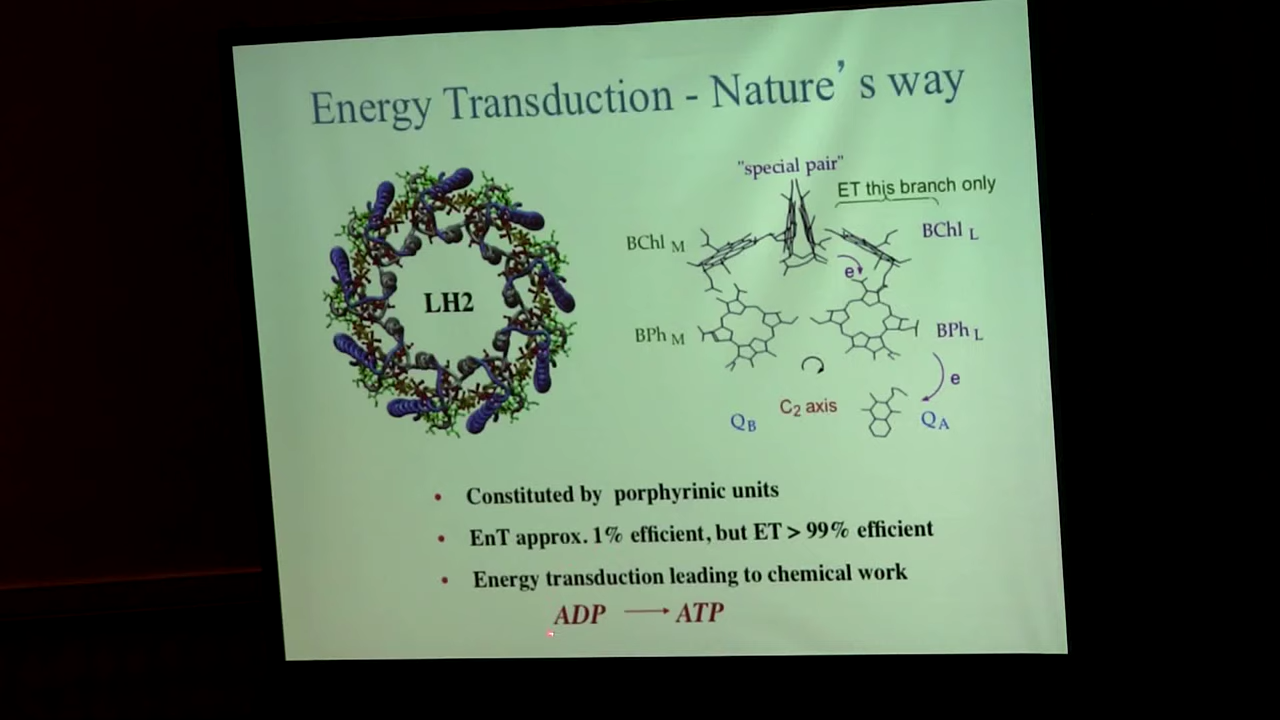 Energy Transduction - Nature's way
"special pair"
ET this branch only
BChl M
BChl L
e
LH2
BPh M
BPh L
e
C2 axis
QB
QA
• Constituted by porphyrinic units
• EnT approx. 1% efficient, but ET > 99% efficient
• Energy transduction leading to chemical work
ADP → ATP